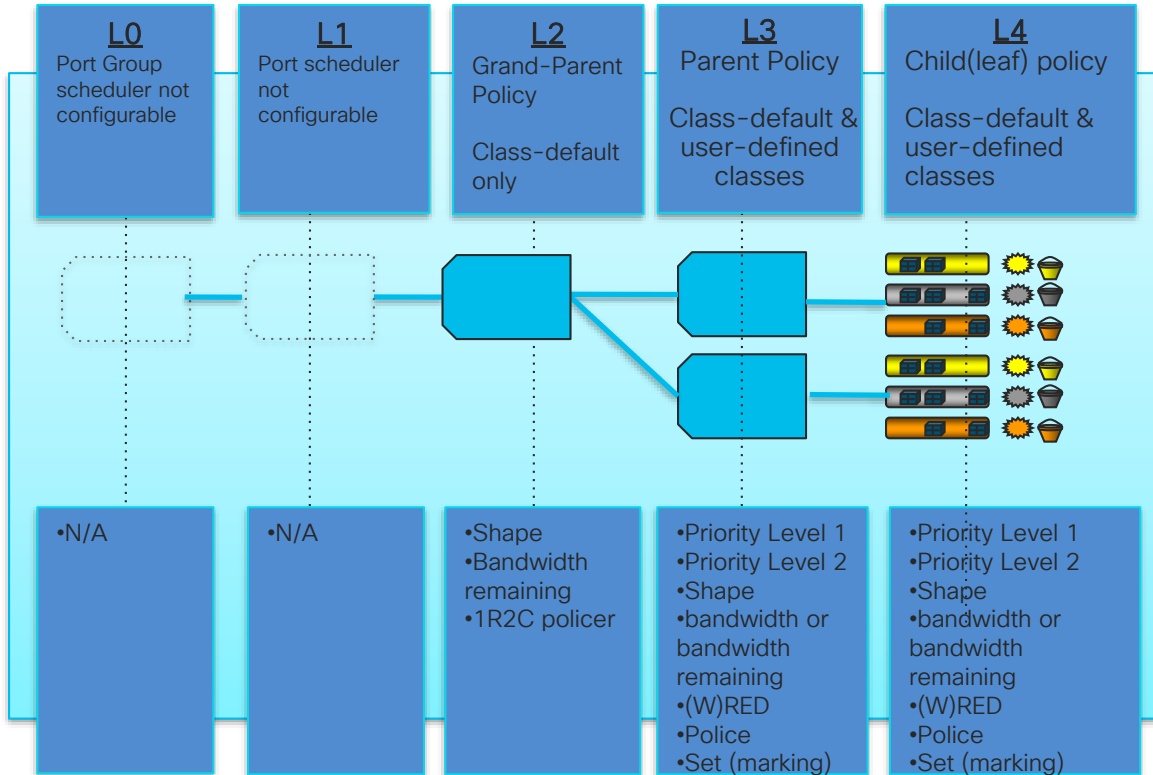 L0
Port Group
scheduler not
configurable
L1
Port scheduler
not
configurable
L2
Grand-Parent
Policy
Class-default
only
L3
Parent Policy
Class-default &
user-defined
classes
L4
Child(leaf) policy
Class-default &
user-defined
classes
•N/A
•N/A
•Shape
•Bandwidth
remaining
•1R2C policer
•Priority Level 1
•Priority Level 2
•Shape
•bandwidth or
bandwidth
remaining
•(W)RED
•Police
•Set (marking)
•Priority Level 1
•Priority Level 2
•Shape
•bandwidth or
bandwidth
remaining
•(W)RED
•Police
•Set (marking)